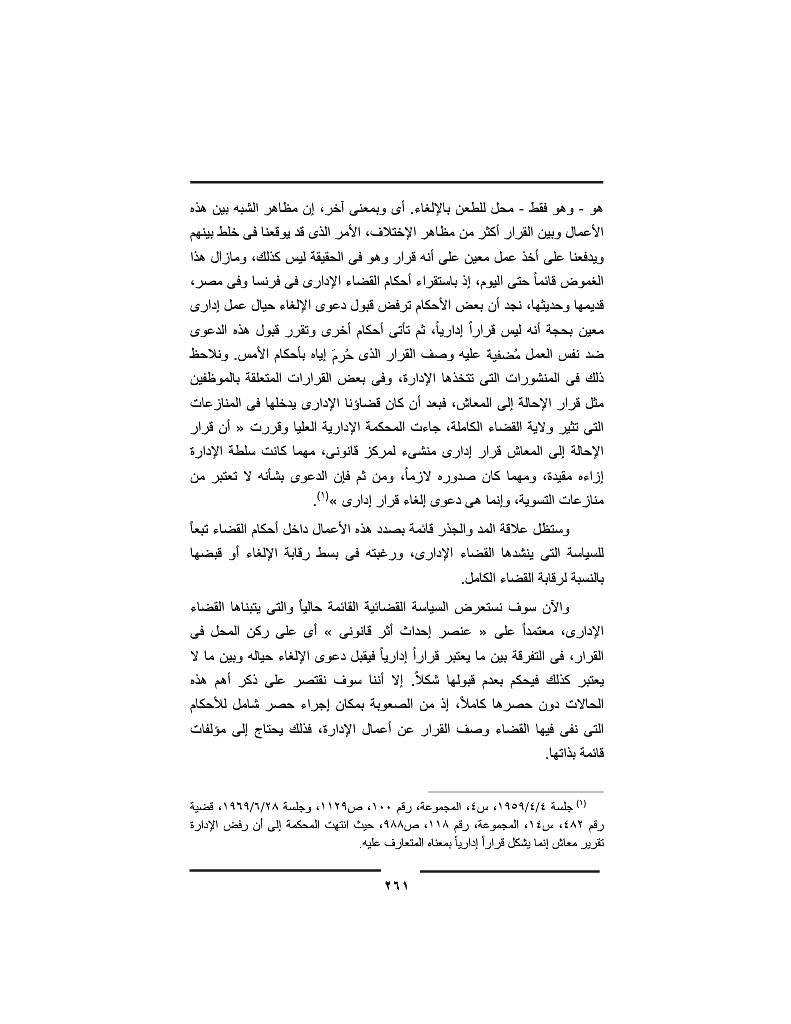 هو - وهو فقط - محل للطعن بالإلغاء. أى وبمعنى آخر، إن مظاهر الشبه بين هذه
الأعمال وبين القرار أكثر من مظاهر الإختلاف، الأمر الذى قد يوقعنا فى خلط بينهم
ويدفعنا على أخذ عمل معين على أنه قرار وهو فى الحقيقة ليس كذلك، ومازال هذا
الغموض قائماً حتى اليوم، إذ باستقراء أحكام القضاء الإدارى فى فرنسا وفى مصر،
قديمها وحديثها، نجد أن بعض الأحكام ترفض قبول دعوى الإلغاء حيال عمل إدارى
معين بحجة أنه ليس قراراً إدارياً، ثم تأتى أحكام أخرى وتقرر قبول هذه الدعوى
ضد نفس العمل مُضفية عليه وصف القرار الذى حُرمَ إياه بأحكام الأمس. ونلاحظ
ذلك فى المنشورات التى تتخذها الإدارة، وفى بعض القرارات المتعلقة بالموظفين
مثل قرار الإحالة إلى المعاش، فبعد أن كان قضاؤنا الإدارى يدخلها فى المنازعات
التى تثير ولاية القضاء الكاملة، جاءت المحكمة الإدارية العليا وقررت « أن قرار
الإحالة إلى المعاش قرار إدارى منشىء لمركز قانونى، مهما كانت سلطة الإدارة
إزاءه مقيدة، ومهما كان صدوره لازماً، ومن ثم فإن الدعوى بشأنه لا تعتبر من
منازعات التسوية، وإنما هى دعوى إلغاء قرار إدارى »(١).
وستظل علاقة المد والجذر قائمة بصدد هذه الأعمال داخل أحكام القضاء تبعاً
للسياسة التى ينشدها القضاء الإدارى، ورغبته فى بسط رقابة الإلغاء أو قبضها
بالنسبة لرقابة القضاء الكامل.
والآن سوف نستعرض السياسة القضائية القائمة حالياً والتى يتبناها القضاء
الإدارى، معتمداً على « عنصر إحداث أثر قانونى » أى على ركن المحل فى
القرار، فى التفرقة بين ما يعتبر قراراً إدارياً فيقبل دعوى الإلغاء حياله وبين ما لا
يعتبر كذلك فيحكم بعدم قبولها شكلاً. إلا أننا سوف نقتصر على ذكر أهم هذه
الحالات دون حصرها كاملاً، إذ من الصعوبة بمكان إجراء حصر شامل للأحكام
التى نفى فيها القضاء وصف القرار عن أعمال الإدارة، فذلك يحتاج إلى مؤلفات
قائمة بذاتها.
(١) جلسة ١٩٥٩/٤/٤، س٤، المجموعة، رقم ١٠٠، ص١١٢٩، وجلسة ١٩٦٩/٦/٢٨، قضية
رقم ٤٨٢، س١٤، المجموعة، رقم ١١٨، ص٩٨٨، حيث انتهت المحكمة إلى أن رفض الإدارة
تقرير معاش إنما يشكل قراراً إدارياً بمعناه المتعارف عليه.
٢٦١